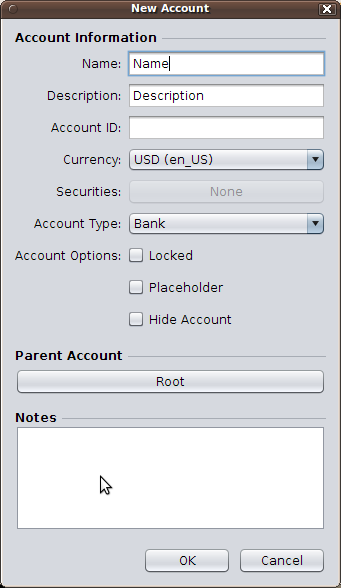 New Account
Account Information
Name: Name
Description: Description
Account ID:
Currency: USD (en_US)
Securities: None
Account Type: Bank
Account Options: Locked
Placeholder
Hide Account
Parent Account
Root
Notes
OK Cancel